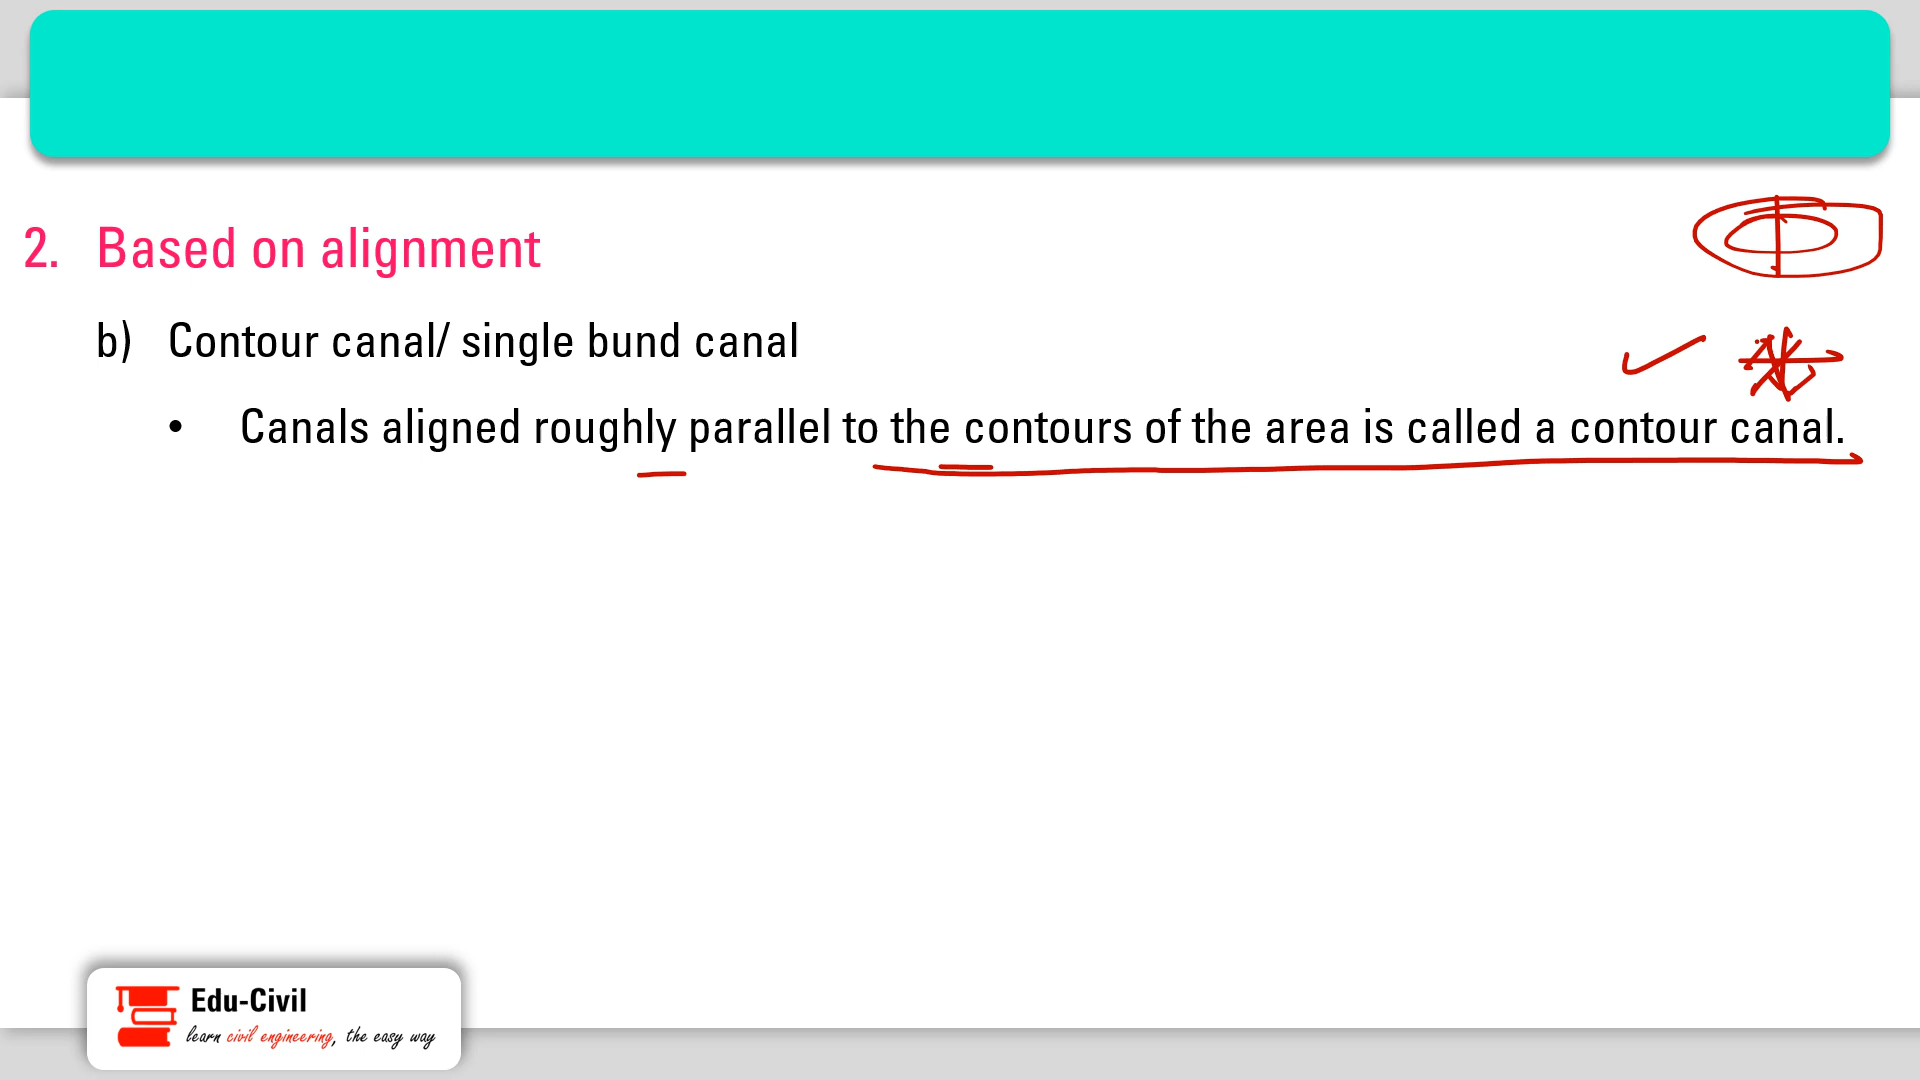 2. Based on alignment
b) Contour canal/ single bund canal
• Canals aligned roughly parallel to the contours of the area is called a contour canal.
Edu-Civil
learn civil engineering, the easy way